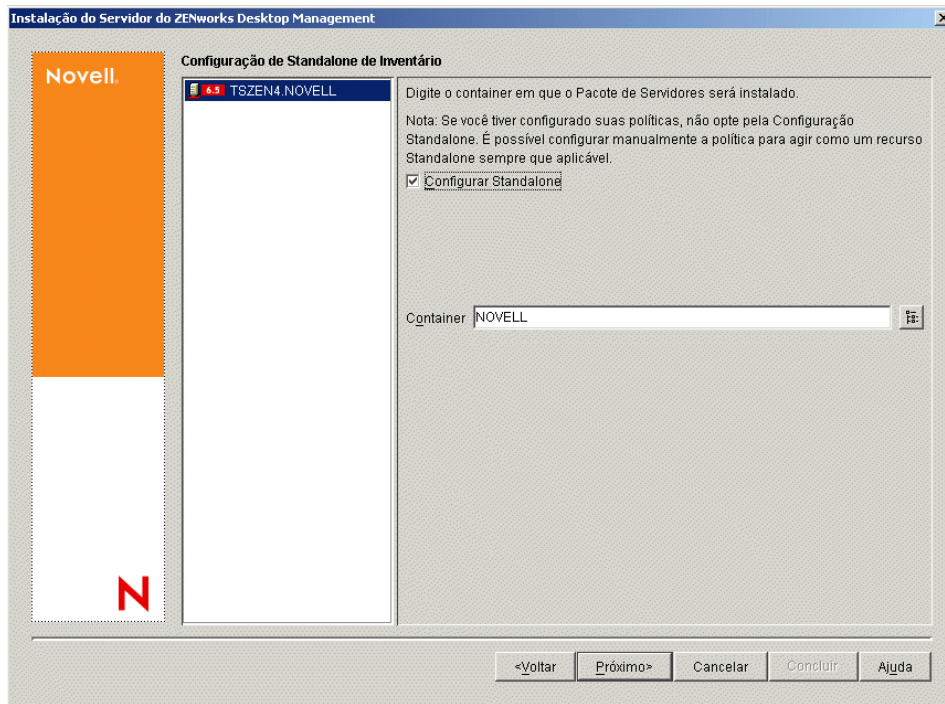 Instalação do Servidor do ZENworks Desktop Management
Novell.
Configuração de Standalone de Inventário
6.5 TSZEN4.NOVELL
Digite o container em que o Pacote de Servidores será instalado.
Nota: Se você tiver configurado suas políticas, não opte pela Configuração
Standalone. É possível configurar manualmente a política para agir como um recurso
Standalone sempre que aplicável.
Configurar Standalone
Container NOVELL
N
<Voltar Próximo> Cancelar Concluir Ajuda